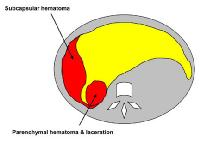 Subcapsular hematoma
Parenchymal hematoma & laceration